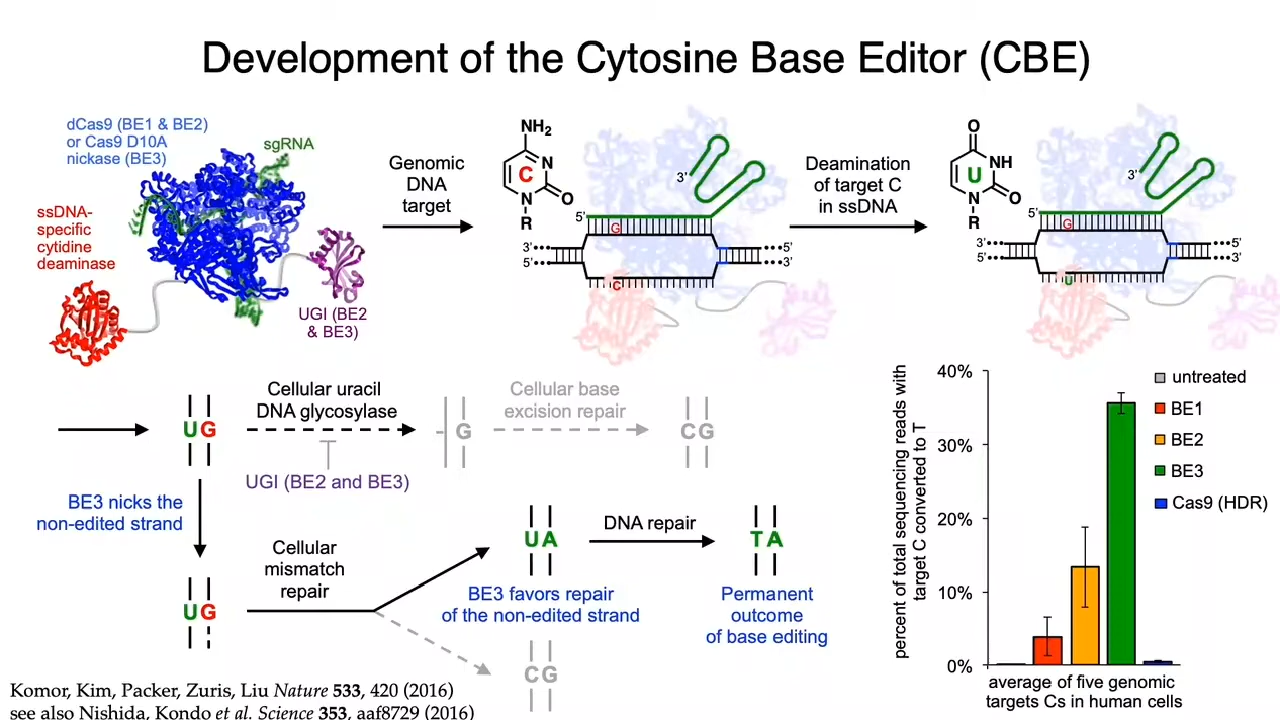 Development of the Cytosine Base Editor (CBE)
dCas9 (BE1 & BE2)
or Cas9 D10A
nickase (BE3)
sgRNA
ssDNA-
specific
cytidine
deaminase
UGI (BE2
& BE3)
Genomic
DNA
target
NH2
N
C
N
O
R
3'
5'
G
3'
5'
5'
3'
C
Deamination
of target C
in ssDNA
O
NH
U
N
O
R
3'
5'
G
3'
5'
5'
3'
U
UG
Cellular uracil
DNA glycosylase
UGI (BE2 and BE3)
G
Cellular base
excision repair
CG
BE3 nicks the
non-edited strand
UG
Cellular
mismatch
repair
UA
BE3 favors repair
of the non-edited strand
CG
DNA repair
TA
Permanent
outcome
of base editing
percent of total sequencing reads with
target C converted to T
40%
30%
20%
10%
0%
untreated
BE1
BE2
BE3
Cas9 (HDR)
average of five genomic
targets Cs in human cells
Komor, Kim, Packer, Zuris, Liu Nature 533, 420 (2016)
see also Nishida, Kondo et al. Science 353, aaf8729 (2016)